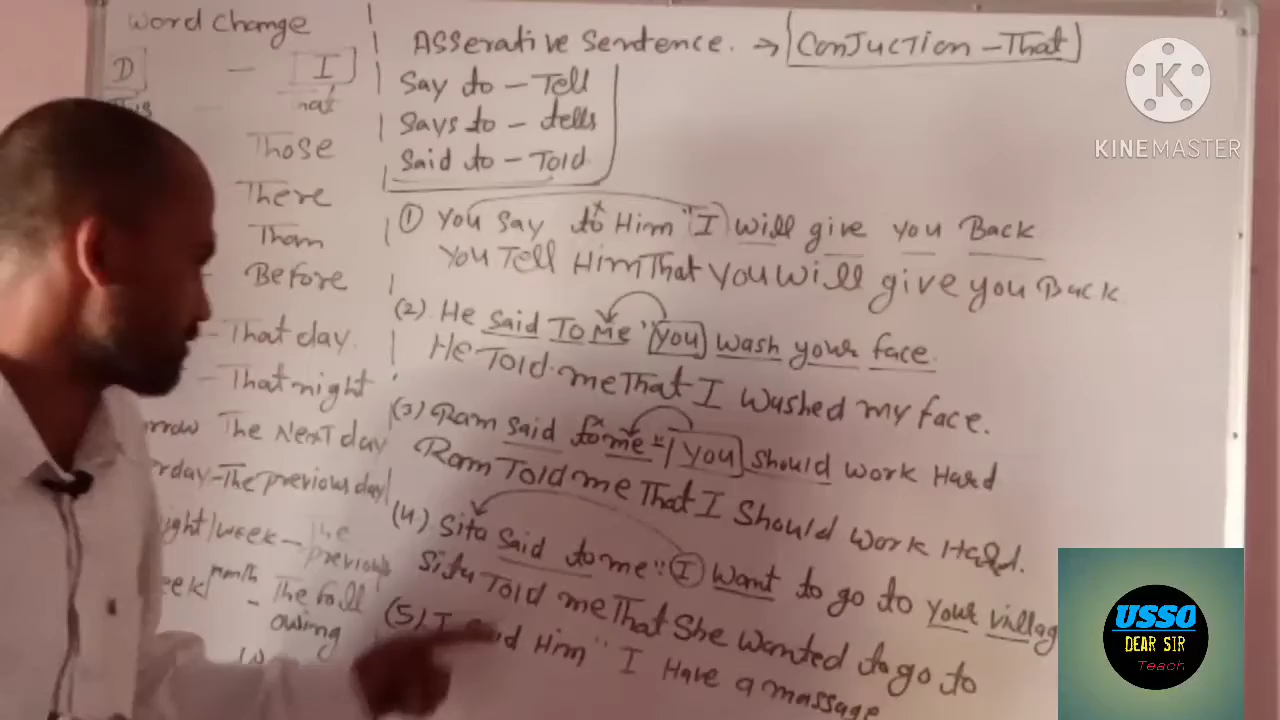 word change
D - I
Those
There
Then
Before
- That day
- That night
The Next day
The previous day
week - The previous
The foll
owing
Asserative Sentence. → Conjuction - That
Say to - Tell
Says to - tells
Said to - Told
(1) You say to Him "I will give you Back
You Tell Him That you will give you Back
(2) He Said To Me "you wash your face.
He Told me That I washed my face.
(3) Ram said to me "you should work Hard
Ram Told me That I should work Hard.
(4) Sita Said to me "I want to go to your villag
Sita Told me That She wanted to go to
(5) I Said Him "I Have a massage
KINEMASTER
K
USSO
DEAR SIR
Teach